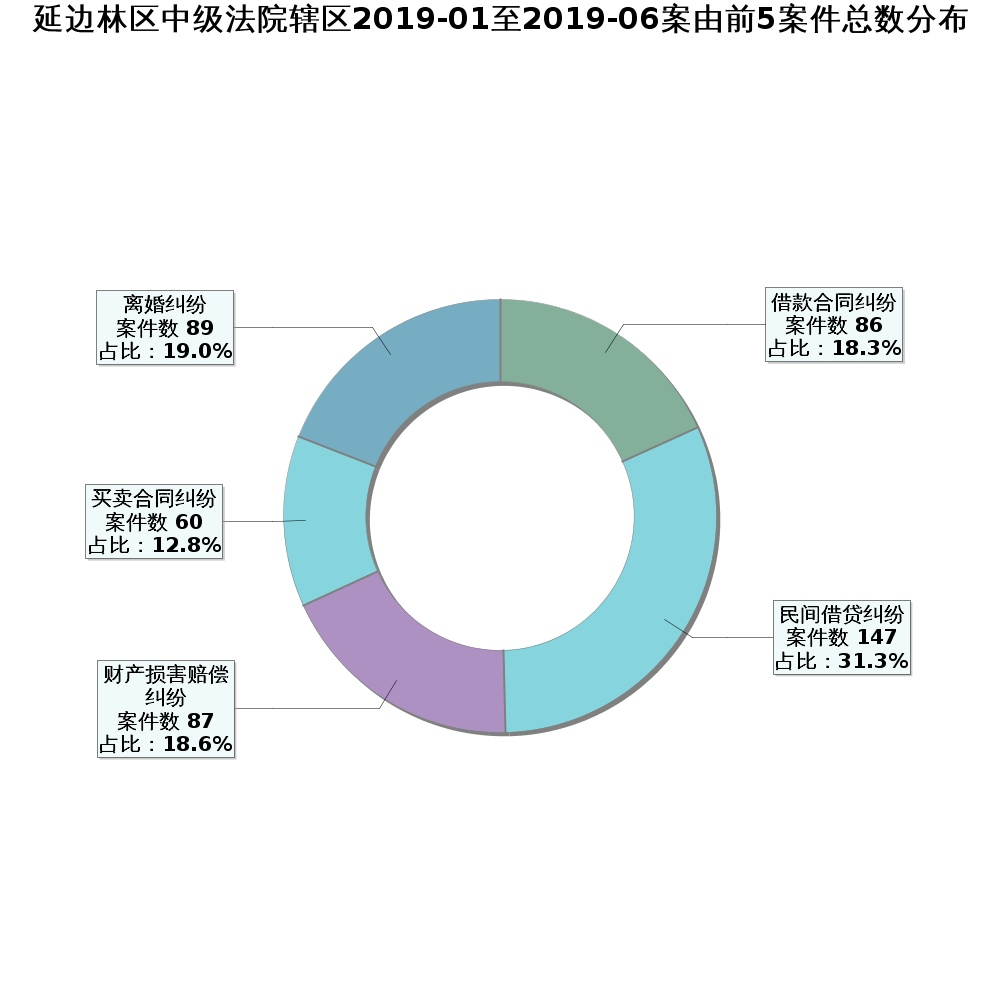 延边林区中级法院辖区2019-01至2019-06案由前5案件总数分布
离婚纠纷
案件数 89
占比：19.0%
借款合同纠纷
案件数 86
占比：18.3%
买卖合同纠纷
案件数 60
占比：12.8%
民间借贷纠纷
案件数 147
占比：31.3%
财产损害赔偿
纠纷
案件数 87
占比：18.6%